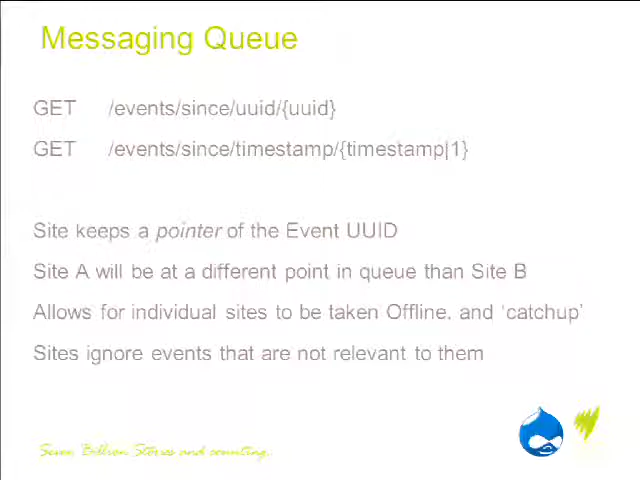 Messaging Queue
GET /events/since/uuid/{uuid}
GET /events/since/timestamp/{timestamp|1}
Site keeps a pointer of the Event UUID
Site A will be at a different point in queue than Site B
Allows for individual sites to be taken Offline, and ‘catchup’
Sites ignore events that are not relevant to them
Seven Billion Stories and counting.